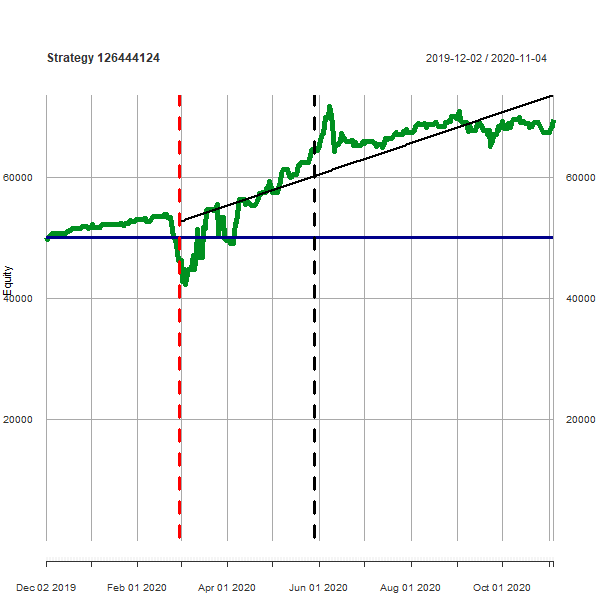 Strategy 126444124
2019-12-02 / 2020-11-04
60000
60000
Equity
40000
40000
20000
20000
Dec 02 2019
Feb 01 2020
Apr 01 2020
Jun 01 2020
Aug 01 2020
Oct 01 2020